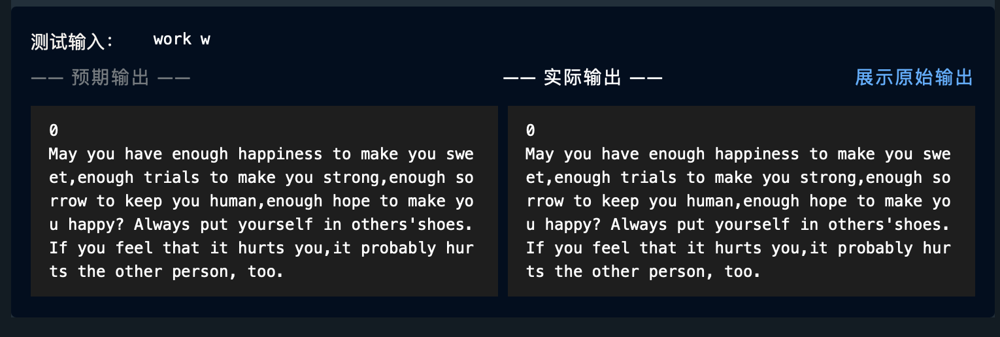 测试输入： work w
—— 预期输出 ——
—— 实际输出 ——
展示原始输出
0
May you have enough happiness to make you swe
et,enough trials to make you strong,enough so
rrow to keep you human,enough hope to make yo
u happy? Always put yourself in others'shoes.
If you feel that it hurts you,it probably hur
ts the other person, too.
0
May you have enough happiness to make you swe
et,enough trials to make you strong,enough so
rrow to keep you human,enough hope to make yo
u happy? Always put yourself in others'shoes.
If you feel that it hurts you,it probably hur
ts the other person, too.